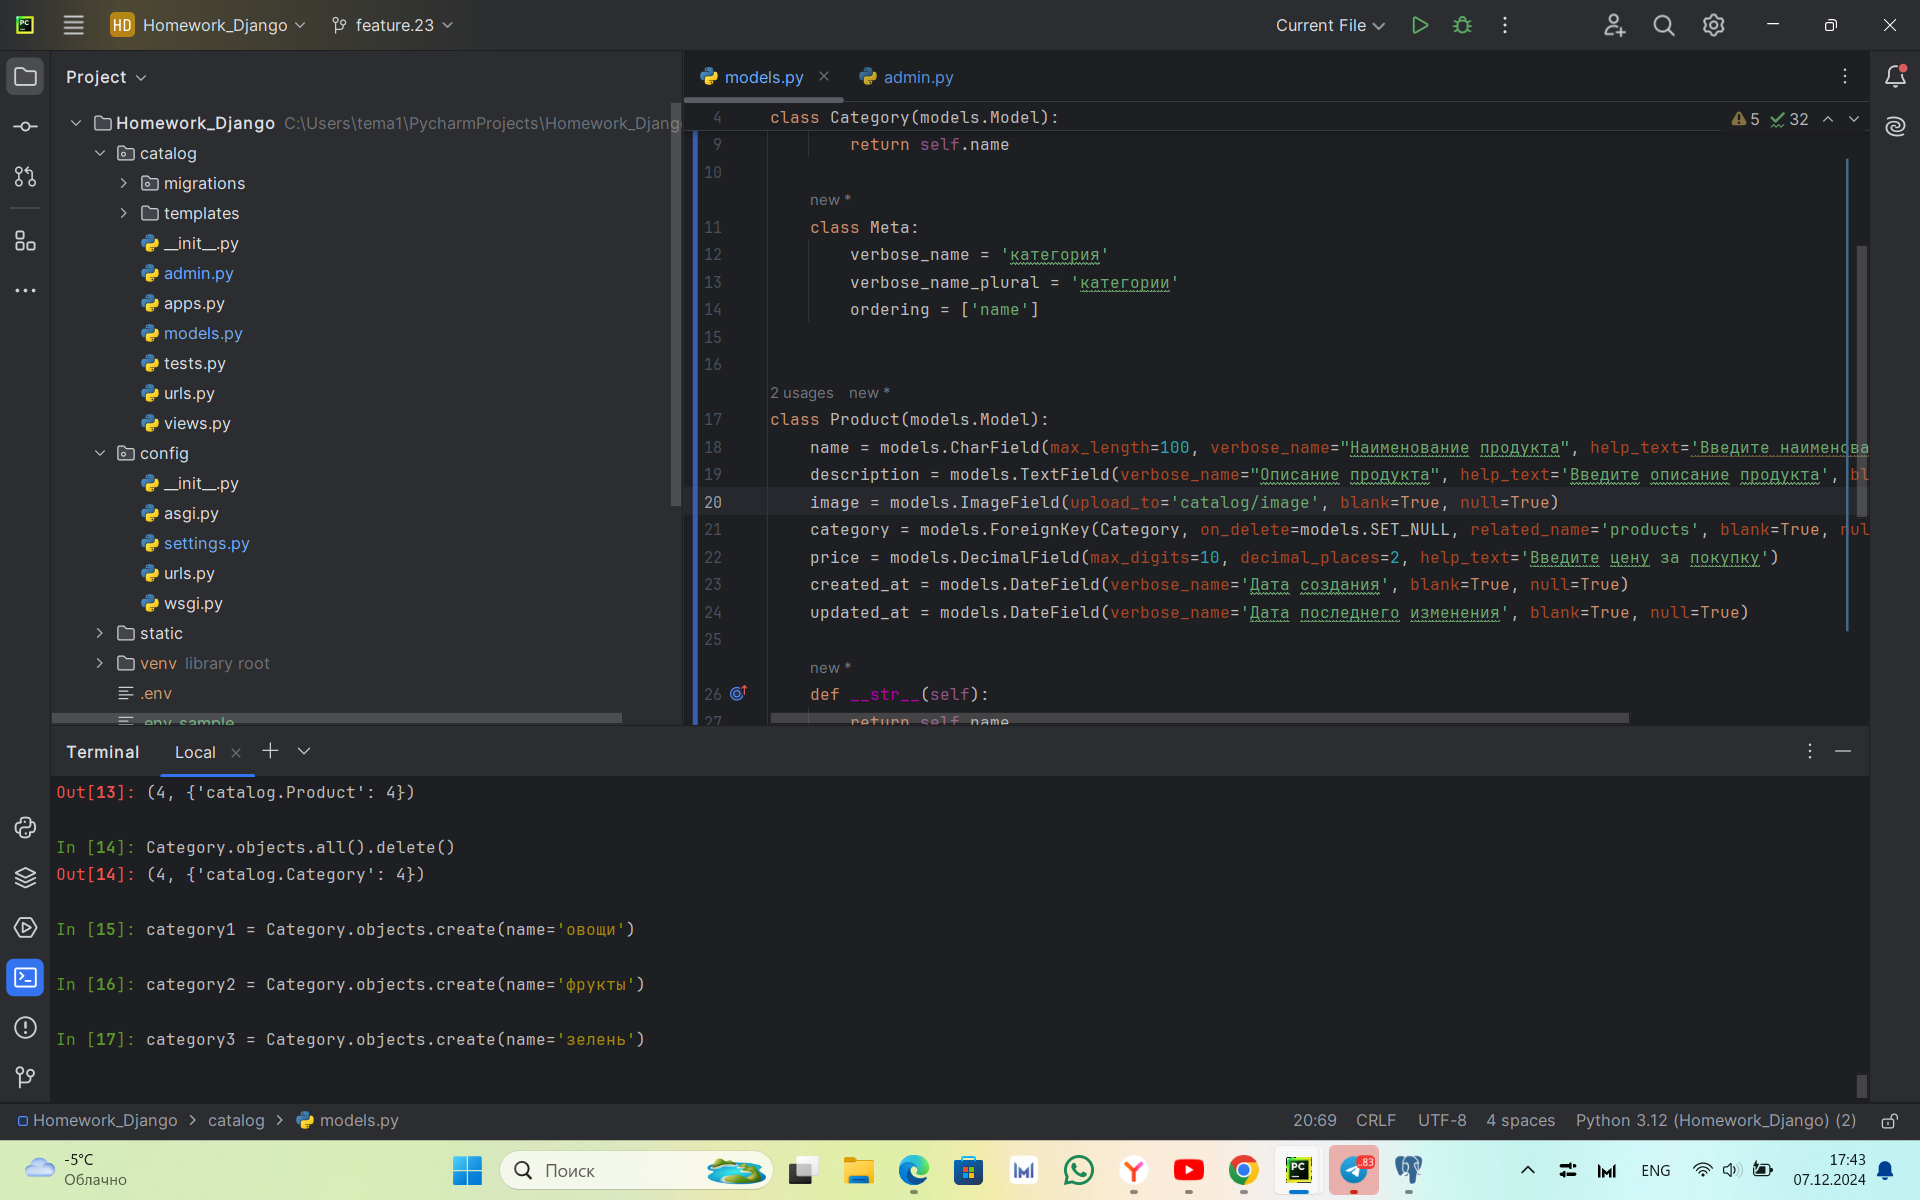 HD Homework_Django feature.23 Current File
Project
Homework_Django C:\Users\tema1\PycharmProjects\Homework_Djang
catalog
migrations
templates
__init__.py
admin.py
apps.py
models.py
tests.py
urls.py
views.py
config
__init__.py
asgi.py
settings.py
urls.py
wsgi.py
static
venv library root
.env
.env_sample
models.py admin.py
4 class Category(models.Model): 5 32
9 return self.name
10
new *
11 class Meta:
12 verbose_name = 'категория'
13 verbose_name_plural = 'категории'
14 ordering = ['name']
15
16
2 usages new *
17 class Product(models.Model):
18 name = models.CharField(max_length=100, verbose_name="Наименование продукта", help_text='Введите наименова
19 description = models.TextField(verbose_name="Описание продукта", help_text='Введите описание продукта', bl
20 image = models.ImageField(upload_to='catalog/image', blank=True, null=True)
21 category = models.ForeignKey(Category, on_delete=models.SET_NULL, related_name='products', blank=True, nul
22 price = models.DecimalField(max_digits=10, decimal_places=2, help_text='Введите цену за покупку')
23 created_at = models.DateField(verbose_name='Дата создания', blank=True, null=True)
24 updated_at = models.DateField(verbose_name='Дата последнего изменения', blank=True, null=True)
25
new *
26 def __str__(self):
27 return self.name
Terminal Local
Out[13]: (4, {'catalog.Product': 4})
In [14]: Category.objects.all().delete()
Out[14]: (4, {'catalog.Category': 4})
In [15]: category1 = Category.objects.create(name='овощи')
In [16]: category2 = Category.objects.create(name='фрукты')
In [17]: category3 = Category.objects.create(name='зелень')
Homework_Django > catalog > models.py 20:69 CRLF UTF-8 4 spaces Python 3.12 (Homework_Django) (2)
-5°C
Облачно
Поиск
PC
..83
ENG
17:43
07.12.2024